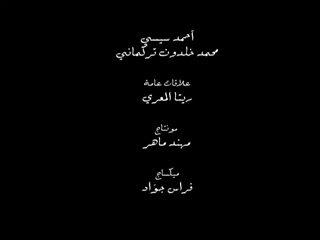 أحمد سيسي
محمد خلدون تركماني
علاقات عامة
ريتا المعري
مونتاج
مهند ماهر
ميكساج
فراس جواد